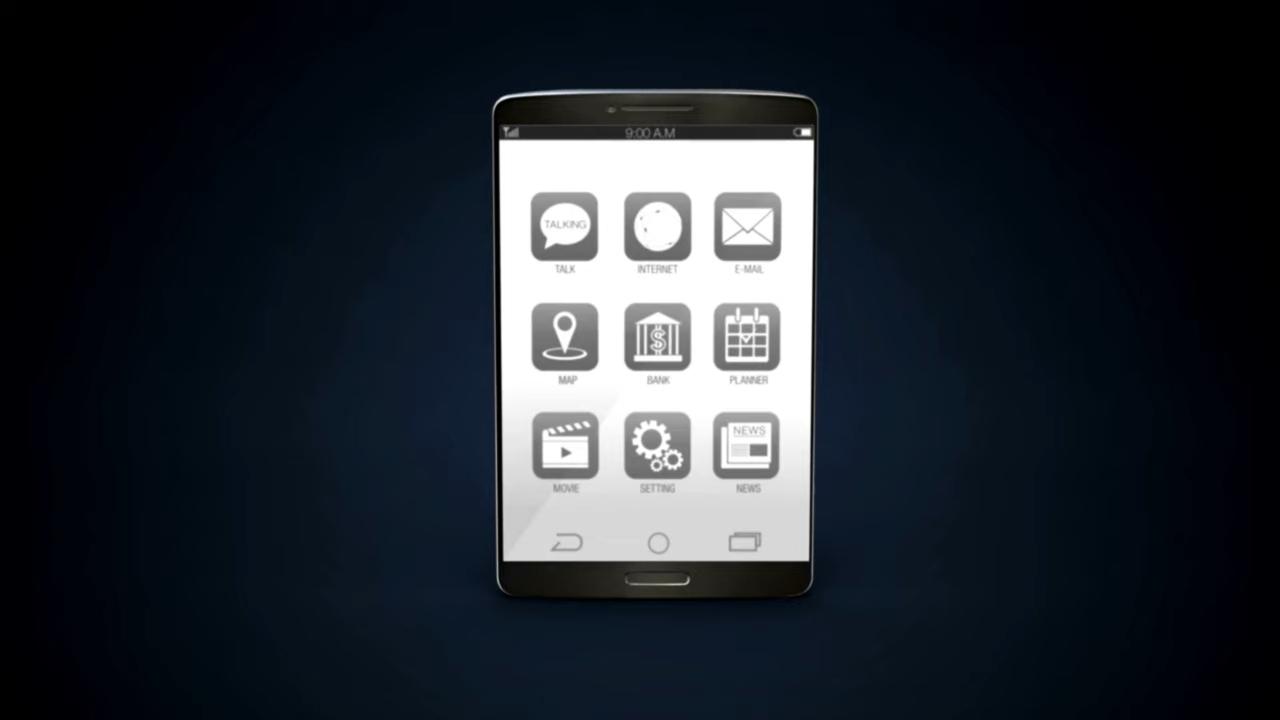 9:00 A.M
TALKING
TALK INTERNET E-MAIL
MAP BANK PLANNER
NEWS
MOVIE SETTING NEWS